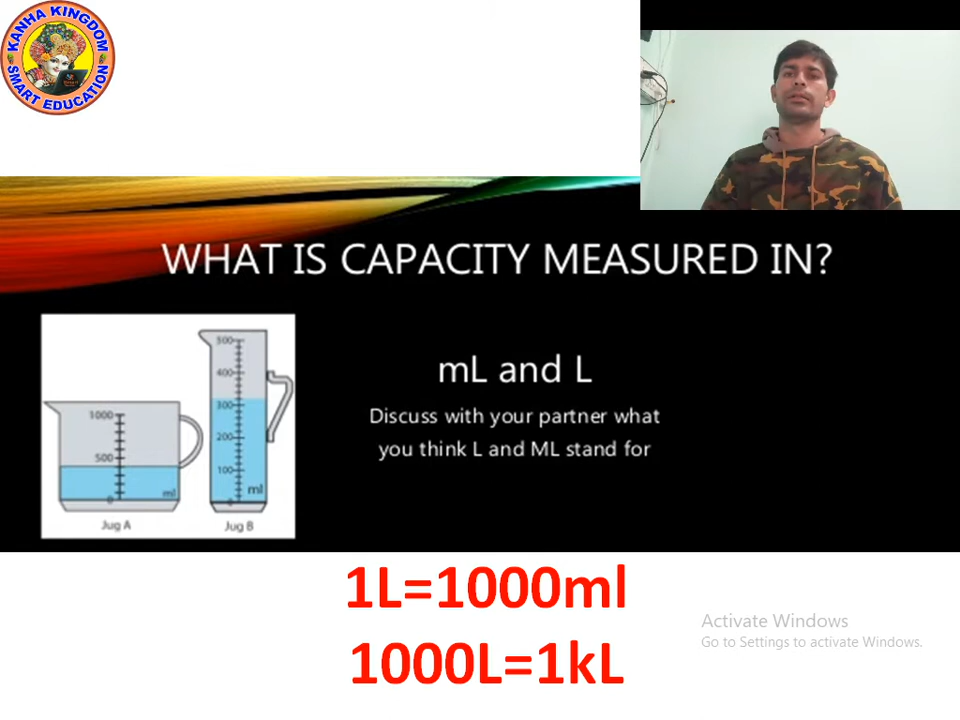 KANHA KINGDOM
SMART EDUCATION
WHAT IS CAPACITY MEASURED IN?
mL and L
Discuss with your partner what
you think L and ML stand for
1000
500
0
ml
Jug A
500
400
300
200
100
0
ml
Jug B
1L=1000ml
1000L=1kL
Activate Windows
Go to Settings to activate Windows.